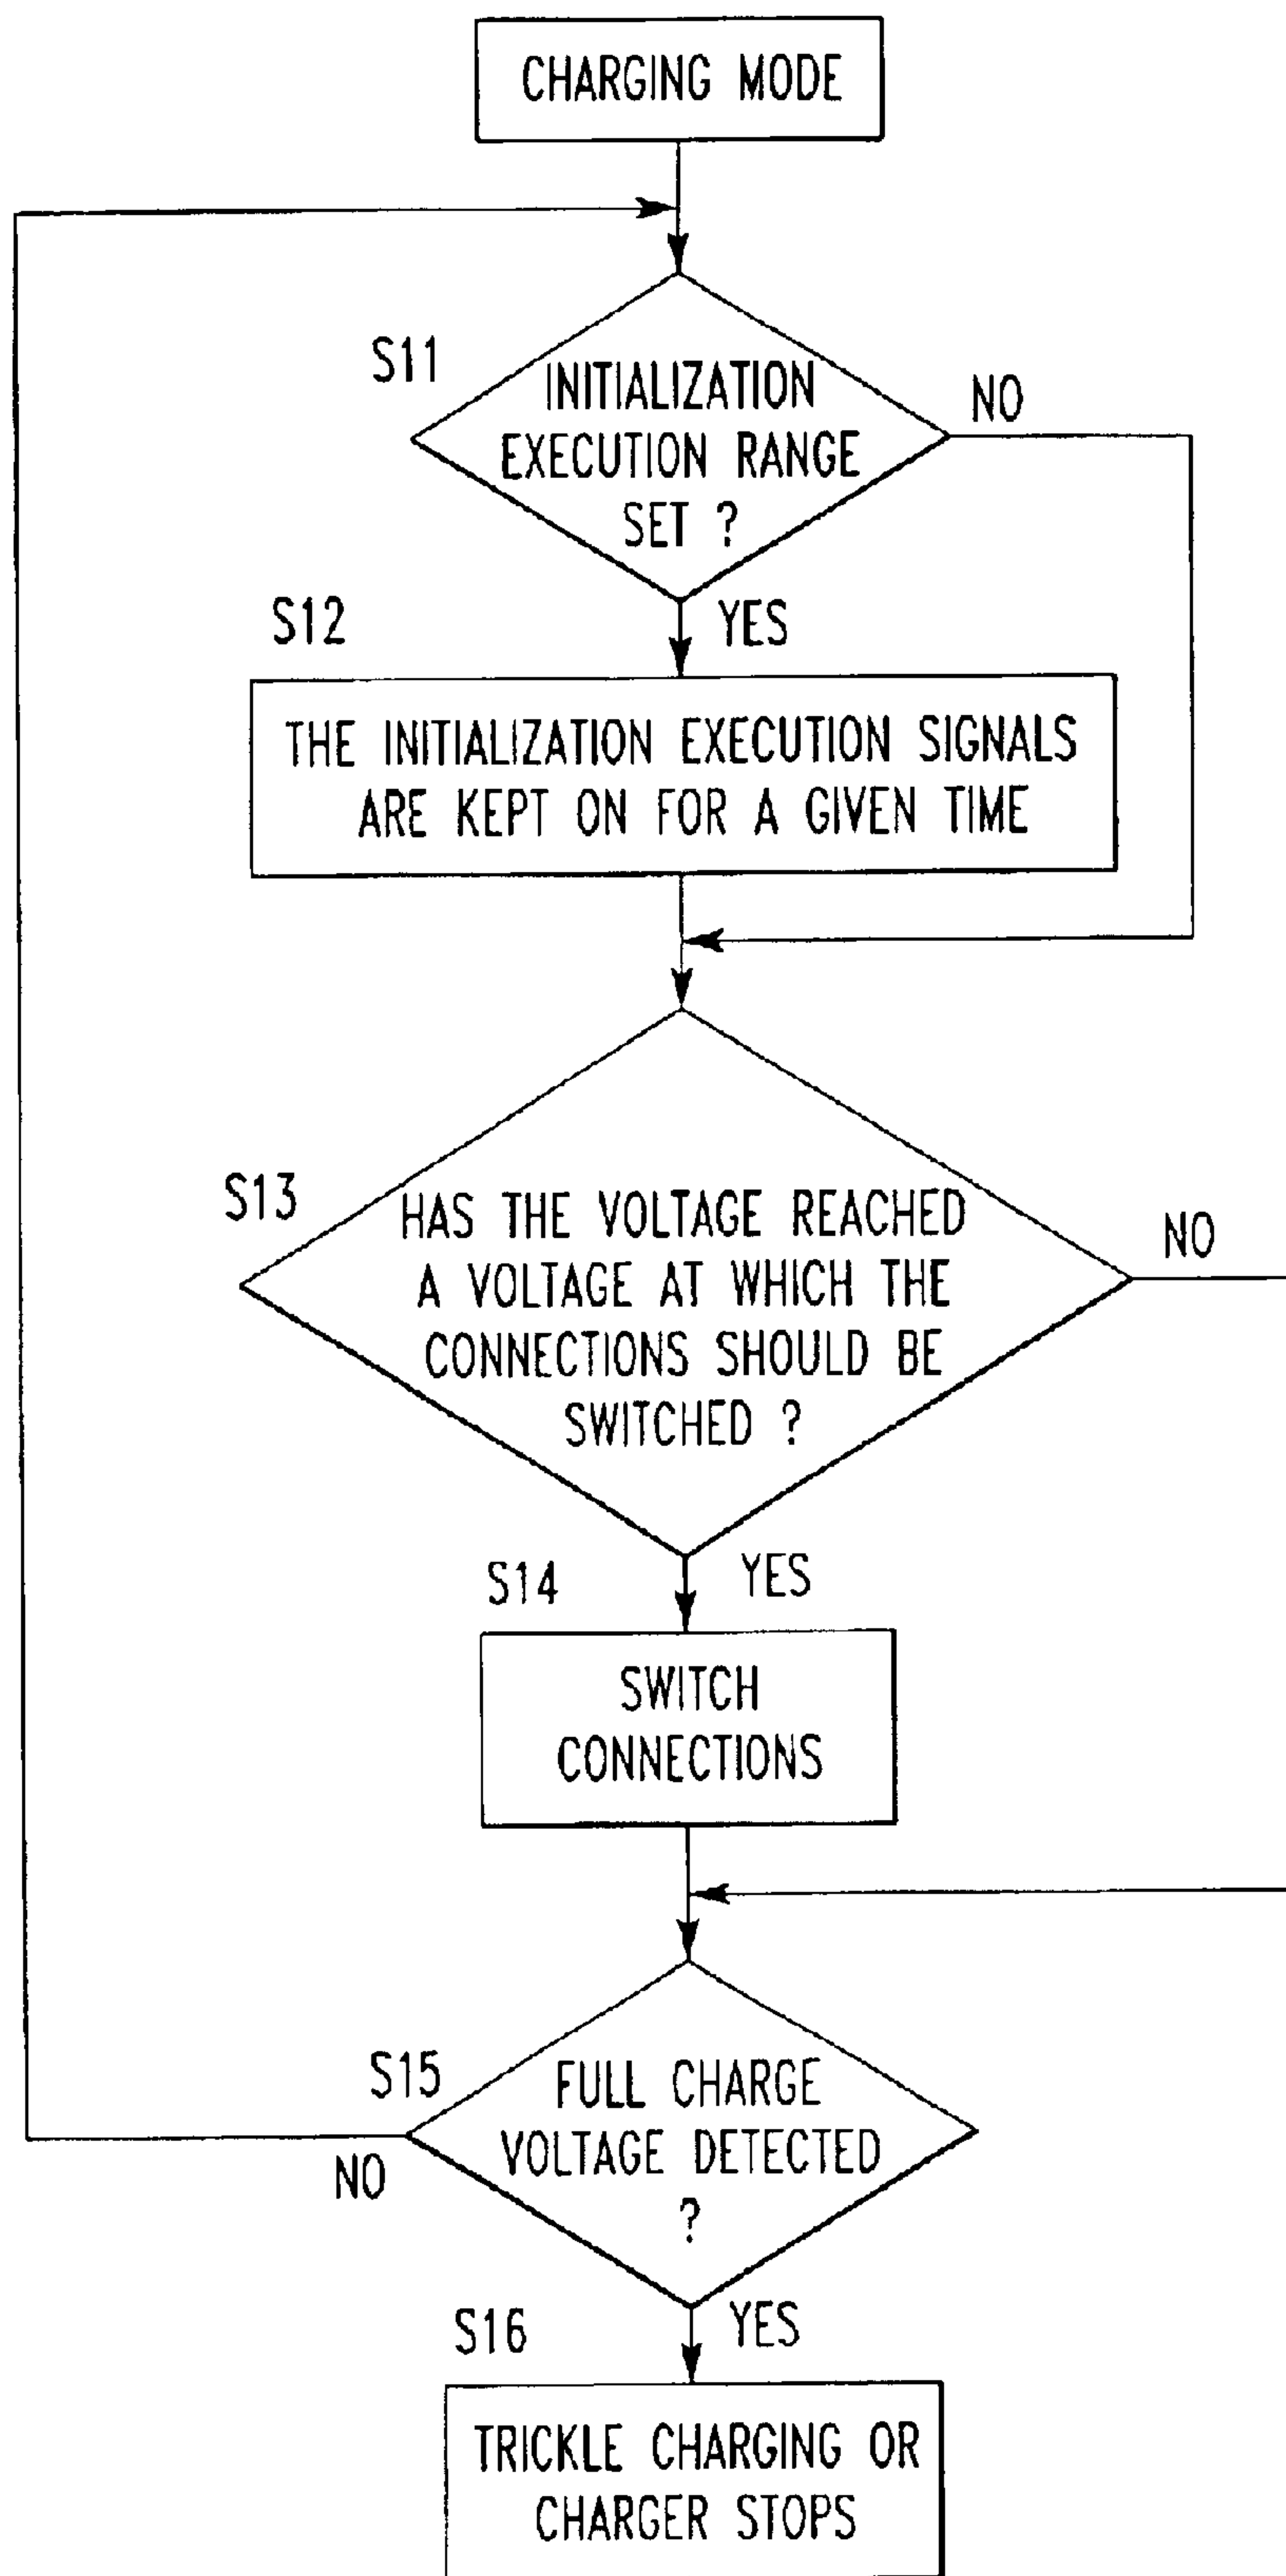 CHARGING MODE
S11
INITIALIZATION
EXECUTION RANGE
SET ?
NO
S12
YES
THE INITIALIZATION EXECUTION SIGNALS
ARE KEPT ON FOR A GIVEN TIME
S13
HAS THE VOLTAGE REACHED
A VOLTAGE AT WHICH THE
CONNECTIONS SHOULD BE
SWITCHED ?
NO
S14
YES
SWITCH
CONNECTIONS
S15
FULL CHARGE
VOLTAGE DETECTED
?
NO
S16
YES
TRICKLE CHARGING OR
CHARGER STOPS